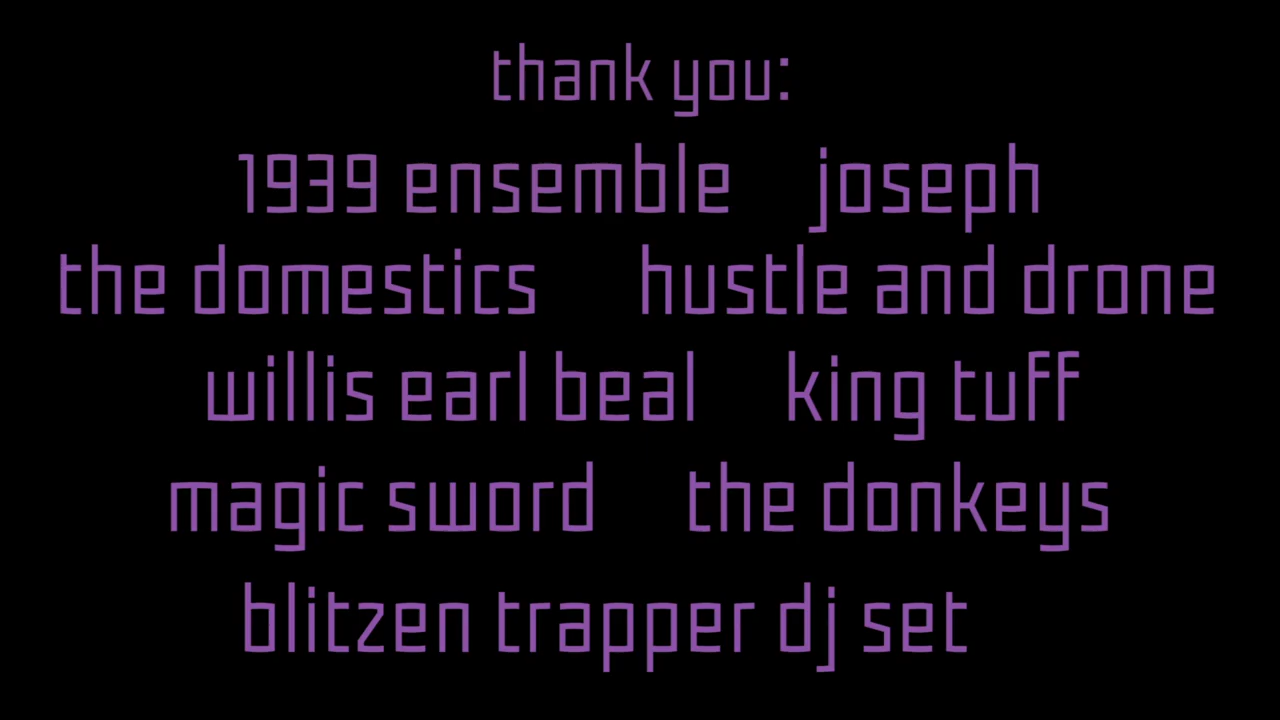 thank you:
1939 ensemble joseph
the domestics hustle and drone
willis earl beal king tuff
magic sword the donkeys
blitzen trapper dj set